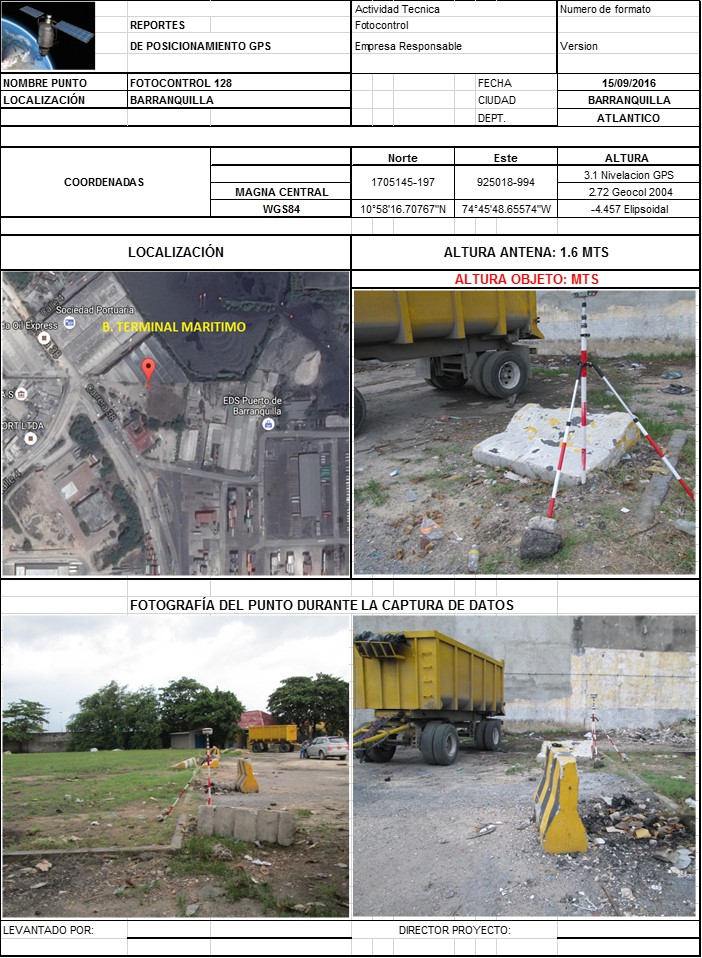 REPORTES
DE POSICIONAMIENTO GPS
Actividad Tecnica
Numero de formato
Fotocontrol
Empresa Responsable
Version
NOMBRE PUNTO FOTOCONTROL 128 FECHA 15/09/2016
LOCALIZACIÓN BARRANQUILLA CIUDAD BARRANQUILLA
DEPT. ATLANTICO
COORDENADAS
Norte Este ALTURA
1705145-197 925018-994 3.1 Nivelacion GPS
MAGNA CENTRAL 2.72 Geocol 2004
WGS84 10°58'16.70767"N 74°45'48.65574"W -4.457 Elipsoidal
LOCALIZACIÓN
ALTURA ANTENA: 1.6 MTS
ALTURA OBJETO: MTS
Sociedad Portuaria
Oil Express
B. TERMINAL MARITIMO
EDS Puerto de
Barranquilla
ORT LTDA
FOTOGRAFÍA DEL PUNTO DURANTE LA CAPTURA DE DATOS
LEVANTADO POR:
DIRECTOR PROYECTO: